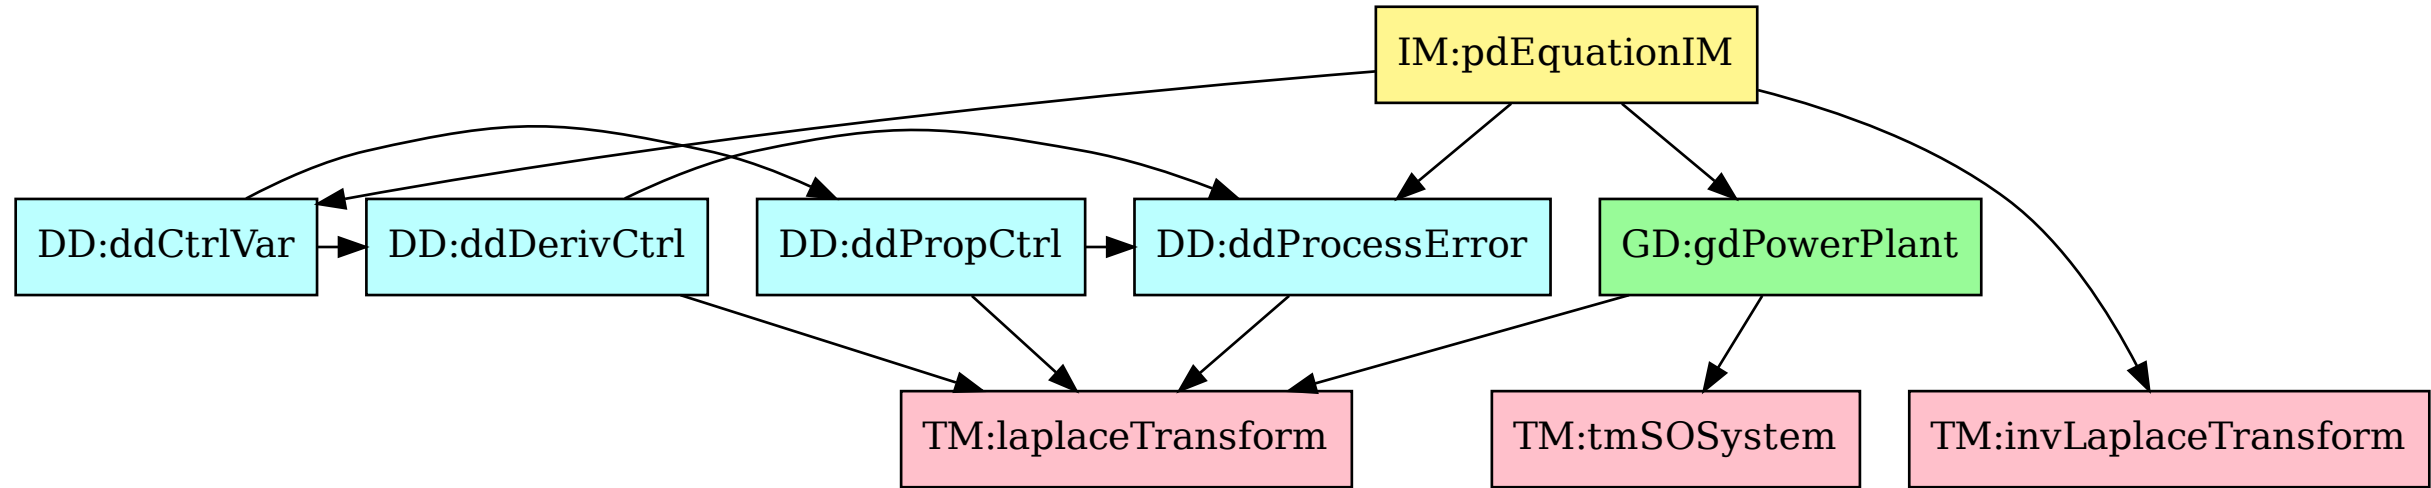 IM:pdEquationIM
DD:ddCtrlVar
DD:ddDerivCtrl
DD:ddPropCtrl
DD:ddProcessError
GD:gdPowerPlant
TM:laplaceTransform
TM:tmSOSystem
TM:invLaplaceTransform